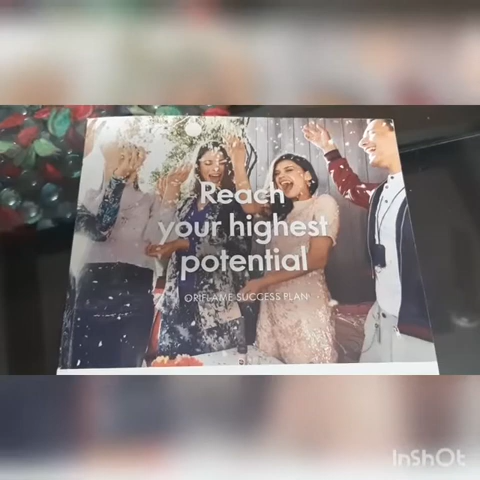 Reach
your highest
potential
ORIFLAME SUCCESS PLAN
InShOt